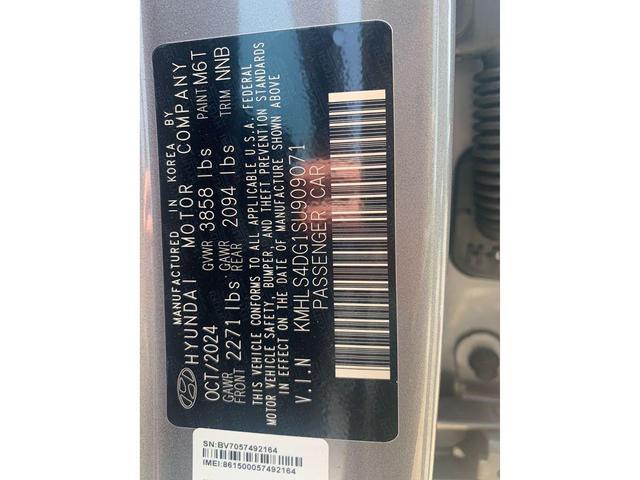 MANUFACTURED IN KOREA BY
HYUNDAI MOTOR COMPANY
OCT/2024 GVWR 3858 lbs PAINT M6T
GAWR FRONT 2271 lbs GAWR REAR 2094 lbs TRIM NNB
THIS VEHICLE CONFORMS TO ALL APPLICABLE U.S.A. FEDERAL
MOTOR VEHICLE SAFETY, BUMPER, AND THEFT PREVENTION STANDARDS
IN EFFECT ON THE DATE OF MANUFACTURE SHOWN ABOVE
V.I.N KMHLS4DG1SU909071
PASSENGER CAR
SN:BV7057492164
IMEI:861500057492164